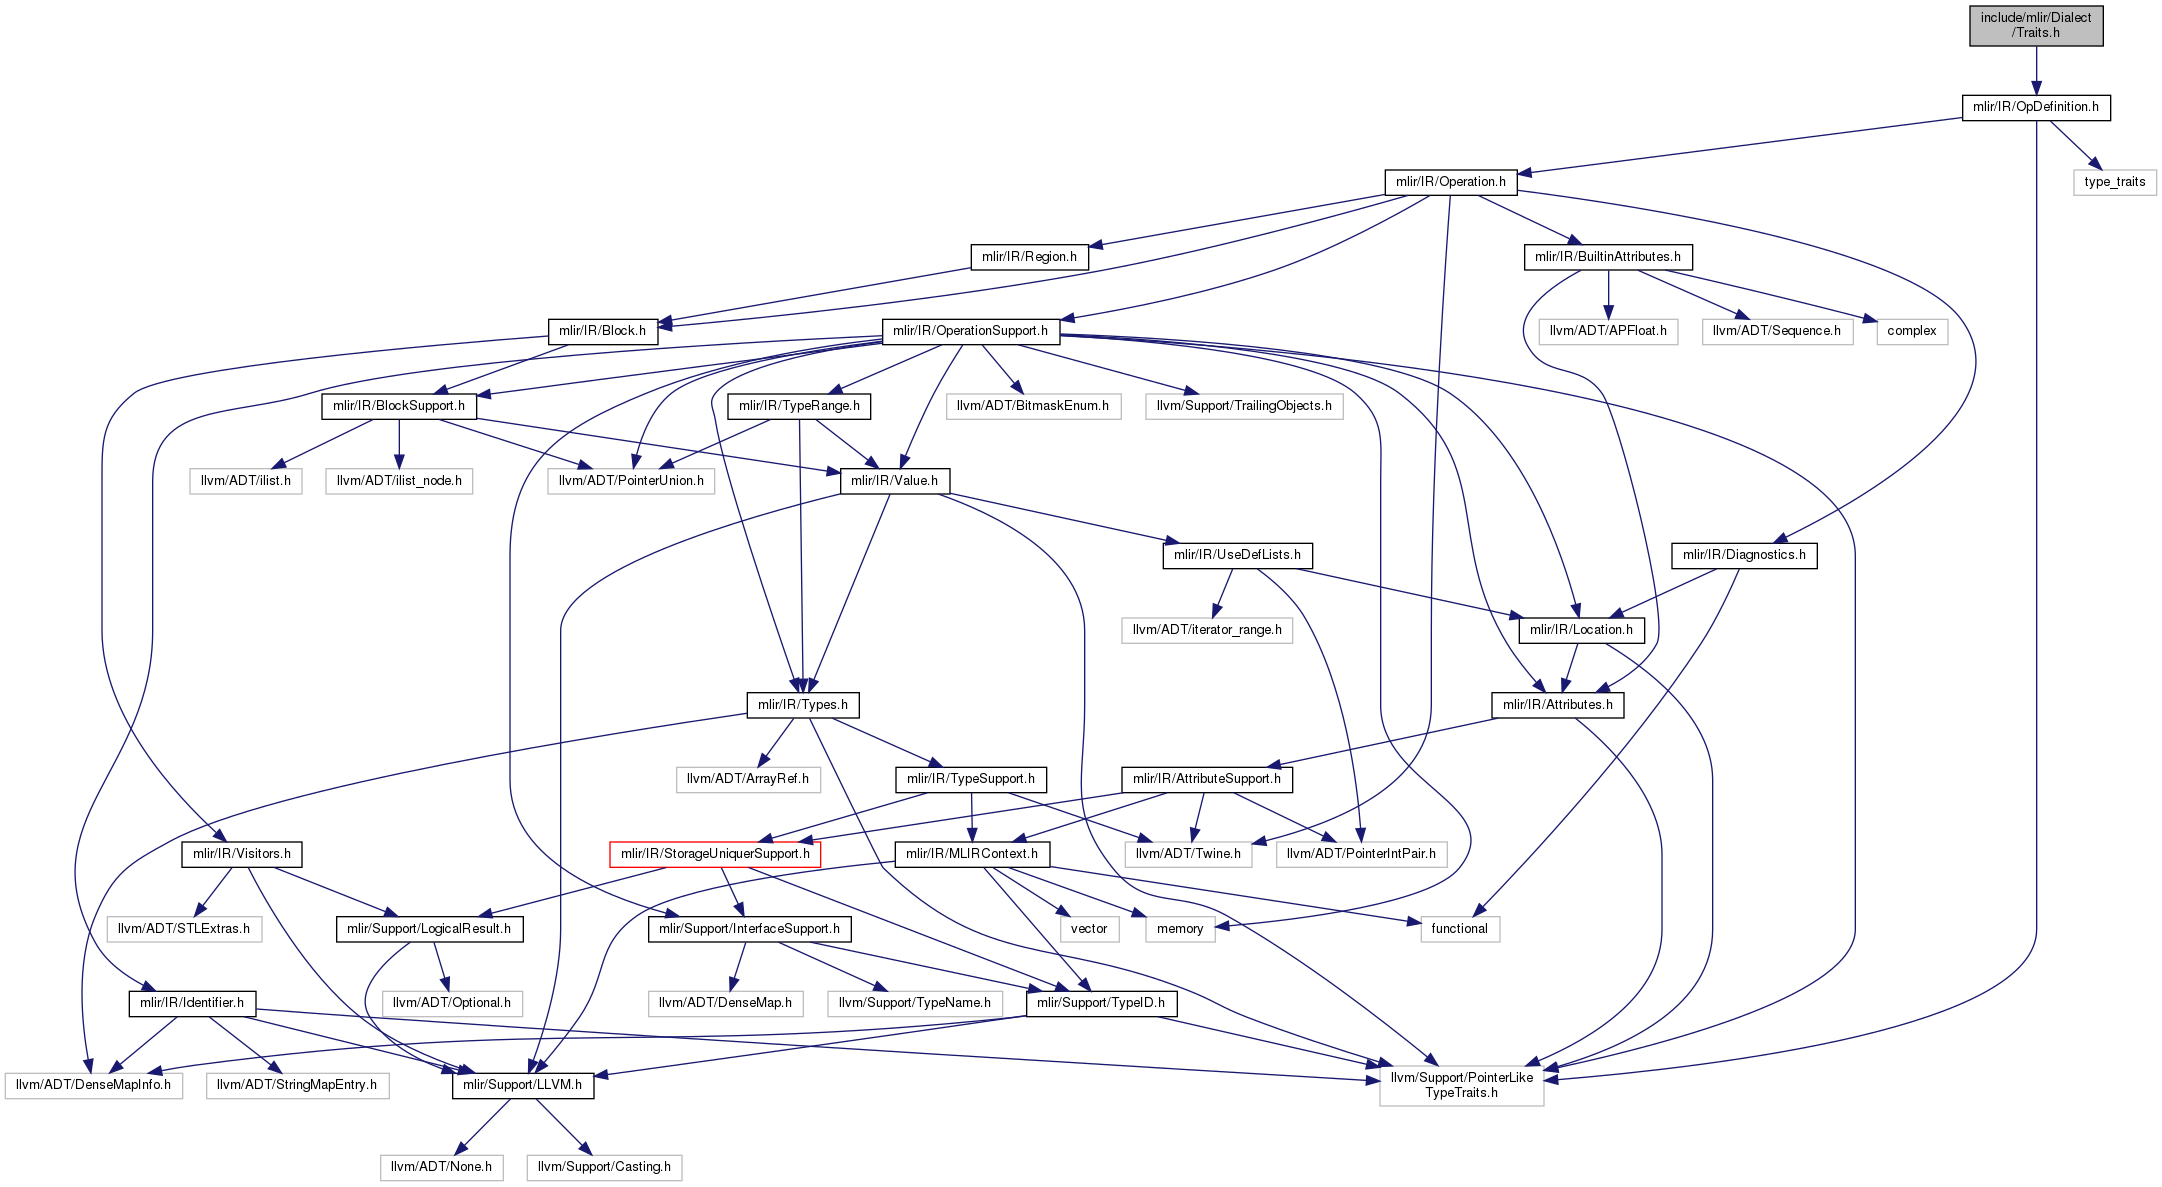 include/mlir/Dialect
/Traits.h
mlir/IR/OpDefinition.h
mlir/IR/Operation.h
type_traits
mlir/IR/Region.h
mlir/IR/BuiltinAttributes.h
mlir/IR/Block.h
mlir/IR/OperationSupport.h
llvm/ADT/APFloat.h
llvm/ADT/Sequence.h
complex
mlir/IR/BlockSupport.h
mlir/IR/TypeRange.h
llvm/ADT/BitmaskEnum.h
llvm/Support/TrailingObjects.h
llvm/ADT/ilist.h
llvm/ADT/ilist_node.h
llvm/ADT/PointerUnion.h
mlir/IR/Value.h
mlir/IR/UseDefLists.h
mlir/IR/Diagnostics.h
llvm/ADT/iterator_range.h
mlir/IR/Location.h
mlir/IR/Types.h
mlir/IR/Attributes.h
llvm/ADT/ArrayRef.h
mlir/IR/TypeSupport.h
mlir/IR/AttributeSupport.h
mlir/IR/Visitors.h
mlir/IR/StorageUniquerSupport.h
mlir/IR/MLIRContext.h
llvm/ADT/Twine.h
llvm/ADT/PointerIntPair.h
llvm/ADT/STLExtras.h
mlir/Support/LogicalResult.h
mlir/Support/InterfaceSupport.h
vector
memory
functional
mlir/IR/Identifier.h
llvm/ADT/Optional.h
llvm/ADT/DenseMap.h
llvm/Support/TypeName.h
mlir/Support/TypeID.h
llvm/ADT/DenseMapInfo.h
llvm/ADT/StringMapEntry.h
mlir/Support/LLVM.h
llvm/Support/PointerLike
TypeTraits.h
llvm/ADT/None.h
llvm/Support/Casting.h